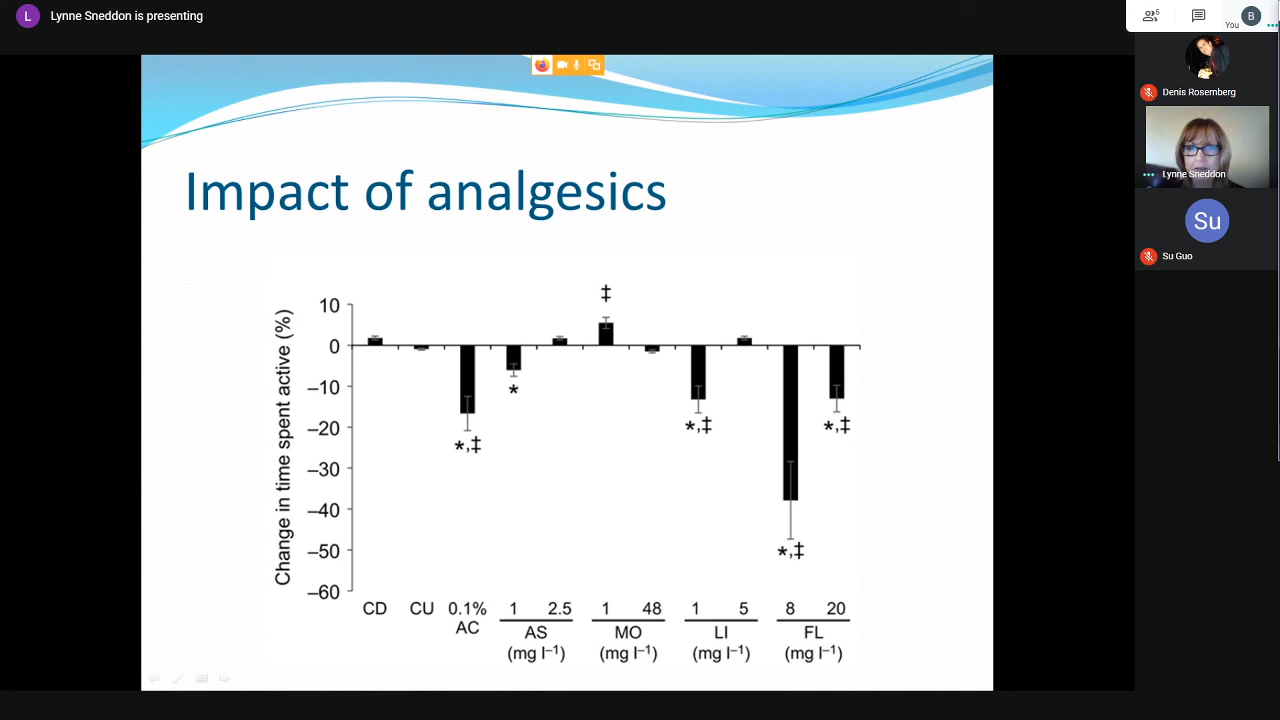 L Lynne Sneddon is presenting
5
You B
Denis Rosemberg
Lynne Sneddon
Su
Su Guo
Impact of analgesics
Change in time spent active (%)
10
0
–10
–20
–30
–40
–50
–60
‡
*
*,‡
*,‡
*,‡
*,‡
CD CU 0.1% 1 2.5 1 48 1 5 8 20
AC AS MO LI FL
(mg l⁻¹) (mg l⁻¹) (mg l⁻¹) (mg l⁻¹)